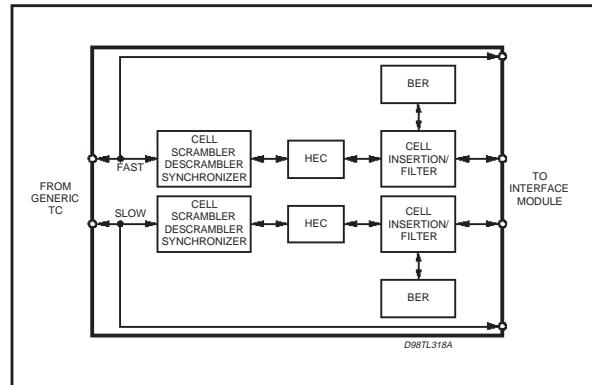 BER
CELL
SCRAMBLER
DESCRAMBLER
SYNCHRONIZER
HEC
CELL
INSERTION/
FILTER
FAST
FROM
GENERIC
TC
TO
INTERFACE
MODULE
SLOW
CELL
SCRAMBLER
DESCRAMBLER
SYNCHRONIZER
HEC
CELL
INSERTION/
FILTER
BER
D98TL318A